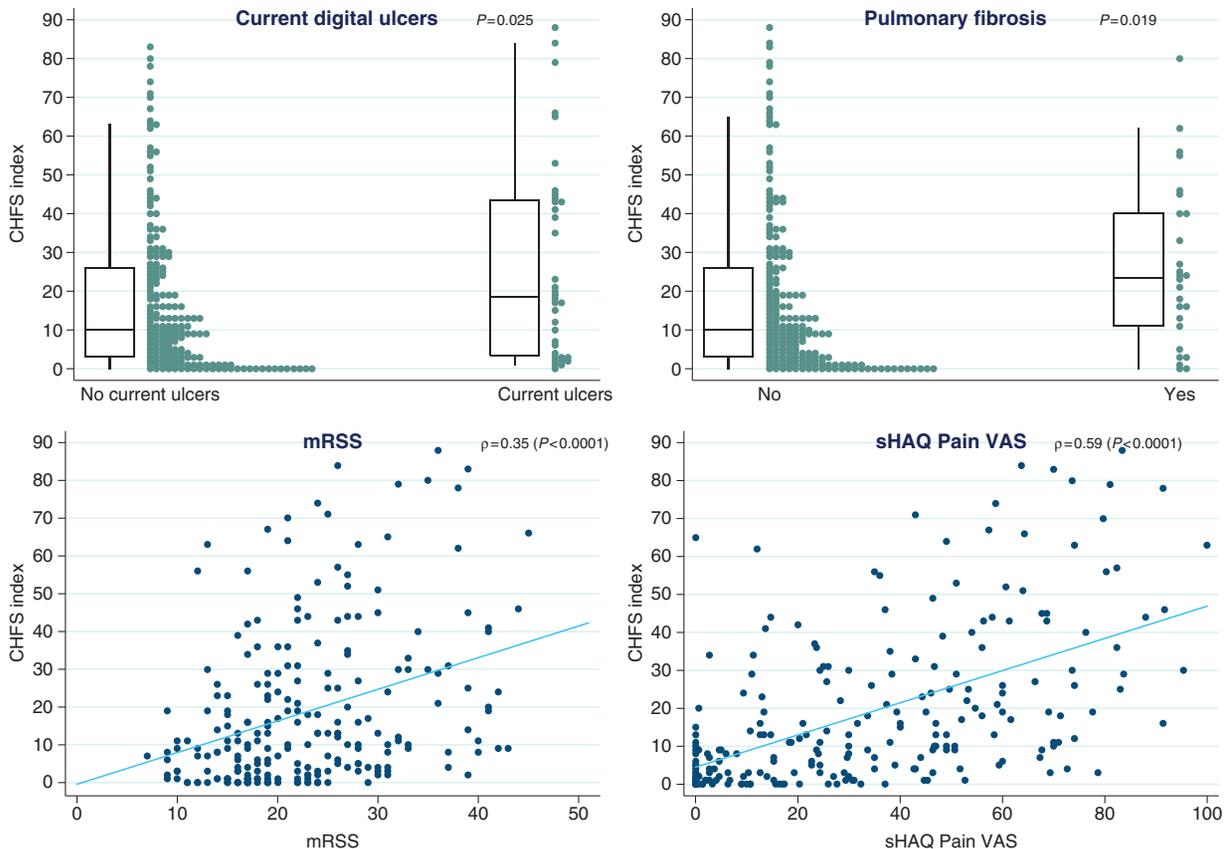 Current digital ulcers
P=0.025
CHFS index
90
80
70
60
50
40
30
20
10
0
No current ulcers
Current ulcers
Pulmonary fibrosis
P=0.019
CHFS index
90
80
70
60
50
40
30
20
10
0
No
Yes
mRSS
ρ=0.35 (P<0.0001)
CHFS index
90
80
70
60
50
40
30
20
10
0
0 10 20 30 40 50
mRSS
sHAQ Pain VAS
ρ=0.59 (P<0.0001)
CHFS index
90
80
70
60
50
40
30
20
10
0
0 20 40 60 80 100
sHAQ Pain VAS